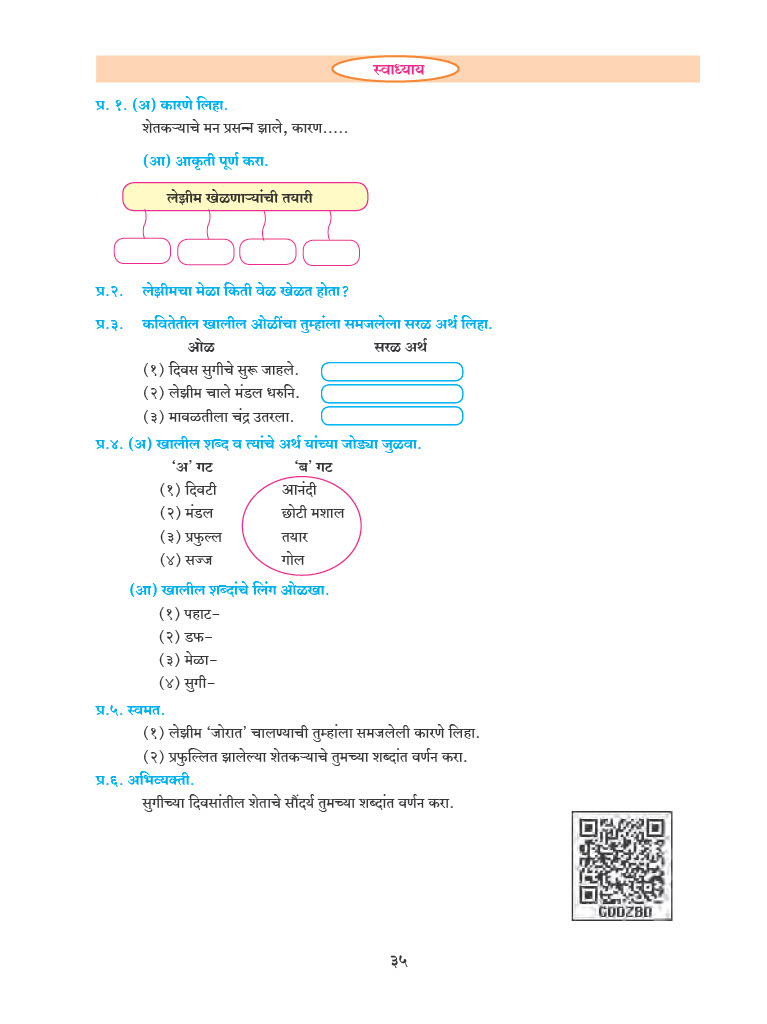 स्वाध्याय
प्र. १. (अ) कारणे लिहा.
शेतकऱ्याचे मन प्रसन्न झाले, कारण.....
(आ) आकृती पूर्ण करा.
लेझीम खेळणाऱ्यांची तयारी
प्र.२. लेझीमचा मेळा किती वेळ खेळत होता?
प्र.३. कवितेतील खालील ओळींचा तुम्हांला समजलेला सरळ अर्थ लिहा.
ओळ सरळ अर्थ
(१) दिवस सुगीचे सुरू जाहले.
(२) लेझीम चाले मंडल धरुनि.
(३) मावळतीला चंद्र उतरला.
प्र.४. (अ) खालील शब्द व त्यांचे अर्थ यांच्या जोड्या जुळवा.
‘अ’ गट ‘ब’ गट
(१) दिवटी आनंदी
(२) मंडल छोटी मशाल
(३) प्रफुल्ल तयार
(४) सज्ज गोल
(आ) खालील शब्दांचे लिंग ओळखा.
(१) पहाट–
(२) डफ–
(३) मेळा–
(४) सुगी–
प्र.५. स्वमत.
(१) लेझीम ‘जोरात’ चालण्याची तुम्हांला समजलेली कारणे लिहा.
(२) प्रफुल्लित झालेल्या शेतकऱ्याचे तुमच्या शब्दांत वर्णन करा.
प्र.६. अभिव्यक्ती.
सुगीच्या दिवसांतील शेताचे सौंदर्य तुमच्या शब्दांत वर्णन करा.
३५